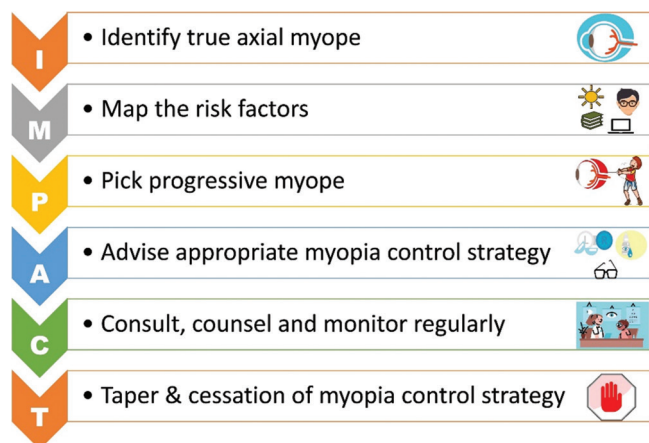 I
• Identify true axial myope
M
• Map the risk factors
P
• Pick progressive myope
A
• Advise appropriate myopia control strategy
C
• Consult, counsel and monitor regularly
T
• Taper & cessation of myopia control strategy